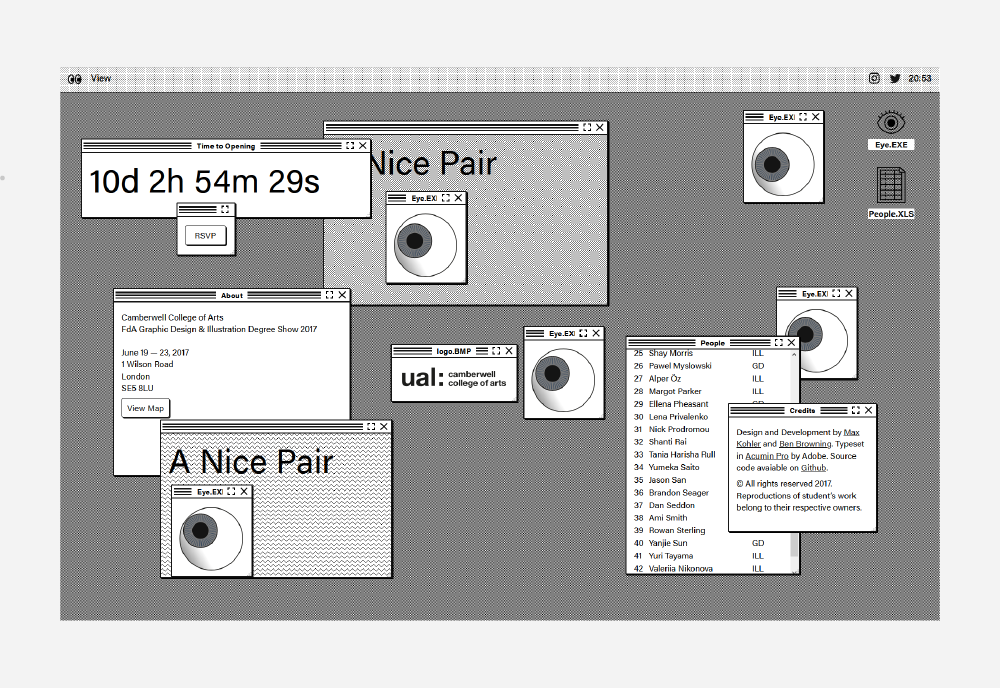 View
20:53
Time to Opening
10d 2h 54m 29s
RSVP
Nice Pair
Eye.EX
Eye.EX
Eye.EXE
People.XLS
About
Camberwell College of Arts
FdA Graphic Design & Illustration Degree Show 2017
June 19 — 23, 2017
1 Wilson Road
London
SE5 8LU
View Map
A Nice Pair
Eye.EX
logo.BMP
ual: camberwell
college of arts
Eye.EX
Eye.EX
People
25 Shay Morris ILL
26 Pawel Myslowski GD
27 Alper Öz ILL
28 Margot Parker ILL
29 Ellena Pheasant GD
30 Lena Privalenko
31 Nick Prodromou
32 Shanti Rai
33 Tania Harisha Rull
34 Yumeka Saito
35 Jason San
36 Brandon Seager
37 Dan Seddon
38 Ami Smith
39 Rowan Sterling
40 Yanjie Sun GD
41 Yuri Tayama ILL
42 Valeriia Nikonova ILL
Credits
Design and Development by Max
Kohler and Ben Browning. Typeset
in Acumin Pro by Adobe. Source
code avaiable on Github.
© All rights reserved 2017.
Reproductions of student's work
belong to their respective owners.